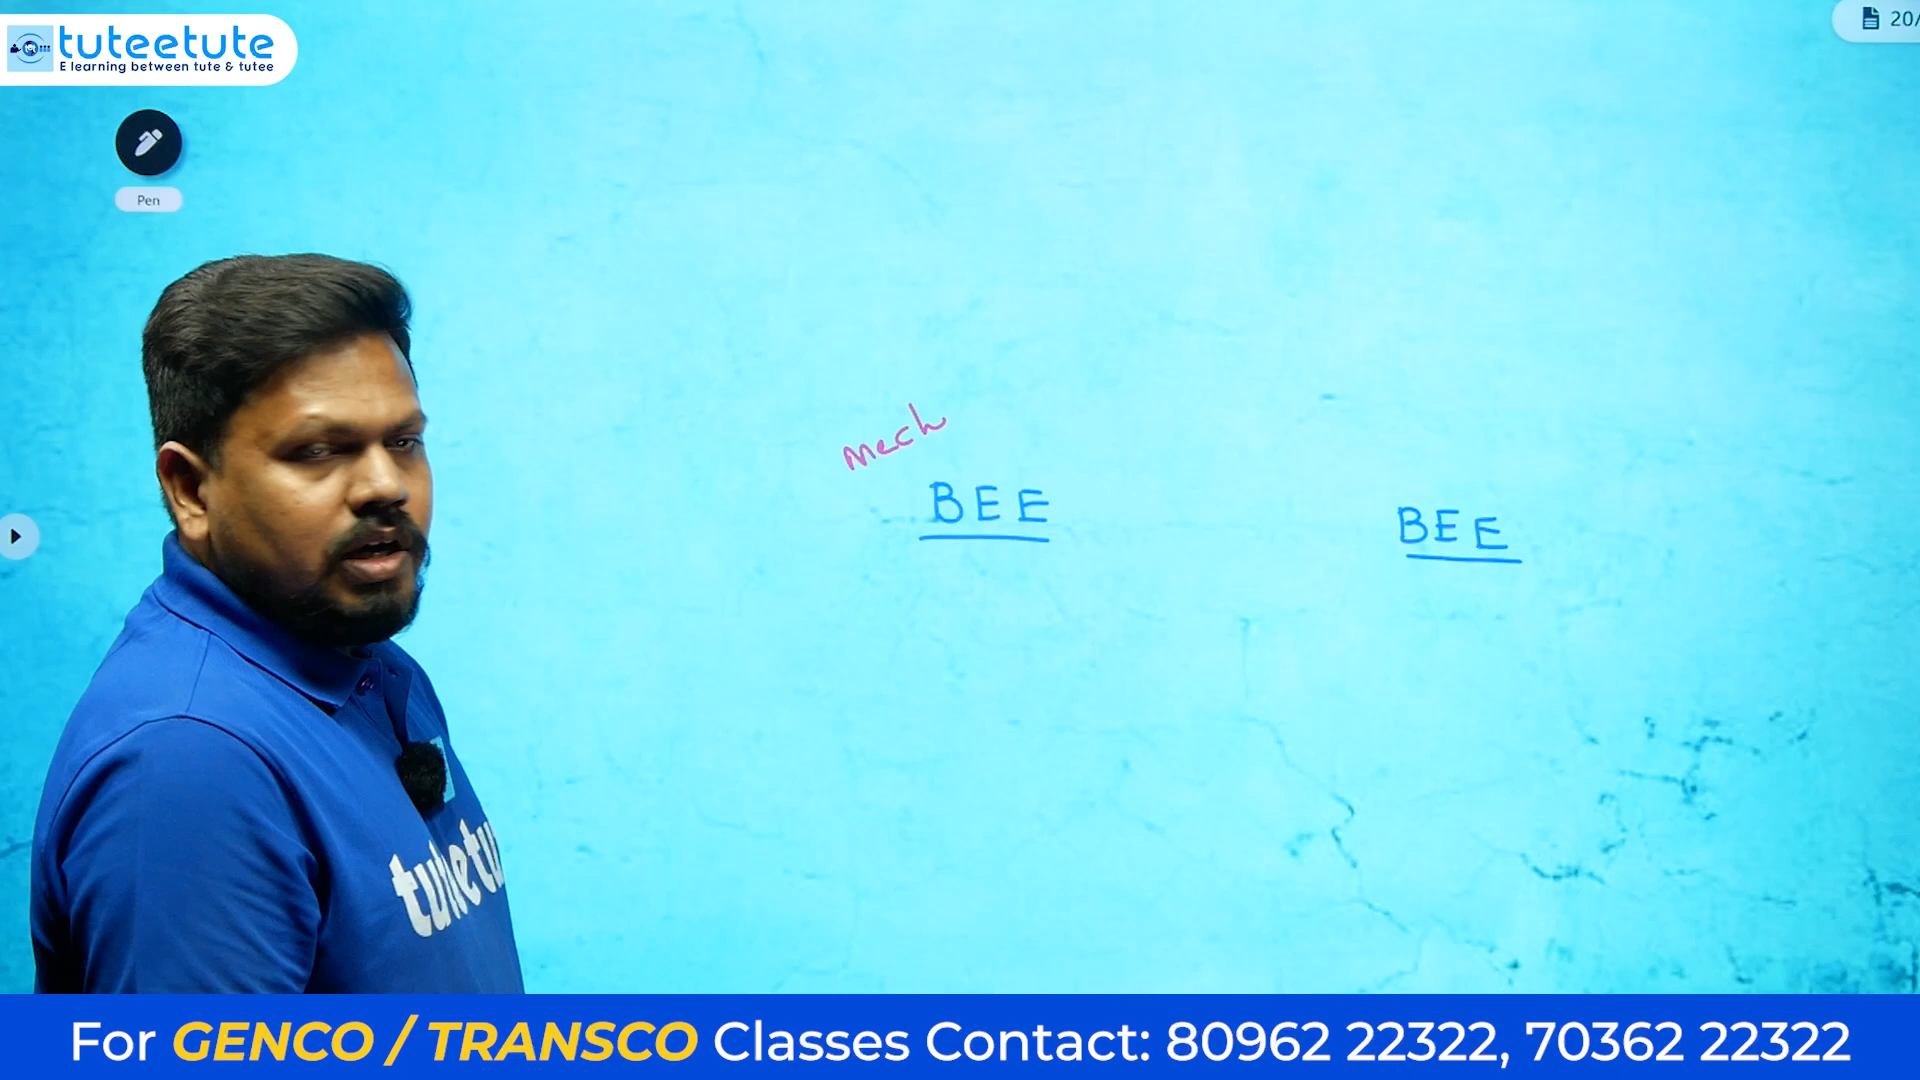 tuteetute
E learning between tute & tutee
20/
Pen
Mech
BEE
BEE
tuteetu
For GENCO / TRANSCO Classes Contact: 80962 22322, 70362 22322